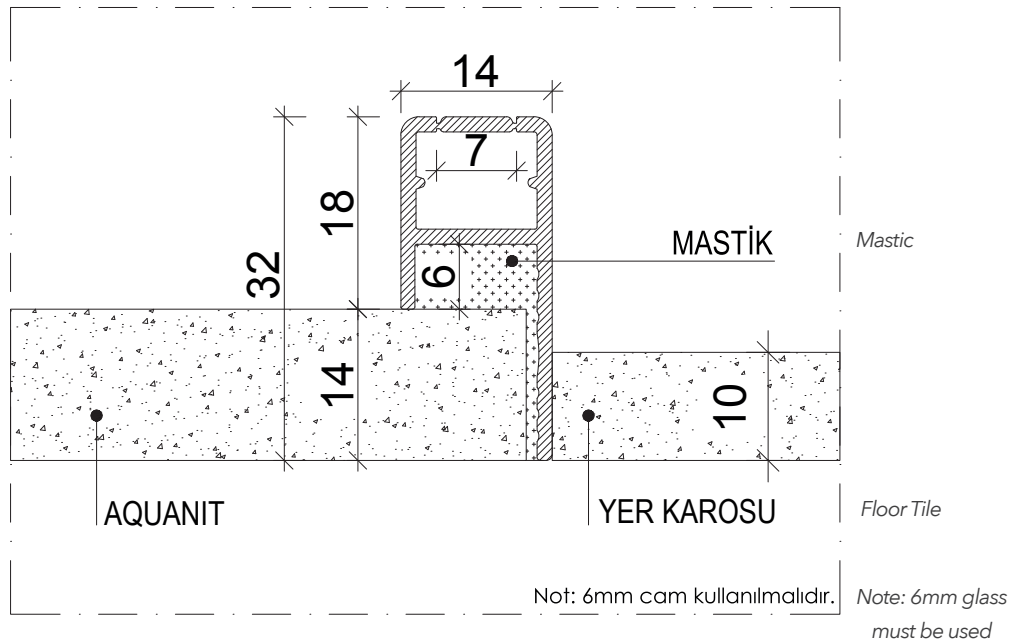 14
7
18
32
6
MASTİK
Mastic
14
10
AQUANIT
YER KAROSU
Floor Tile
Not: 6mm cam kullanılmalıdır.
Note: 6mm glass
must be used